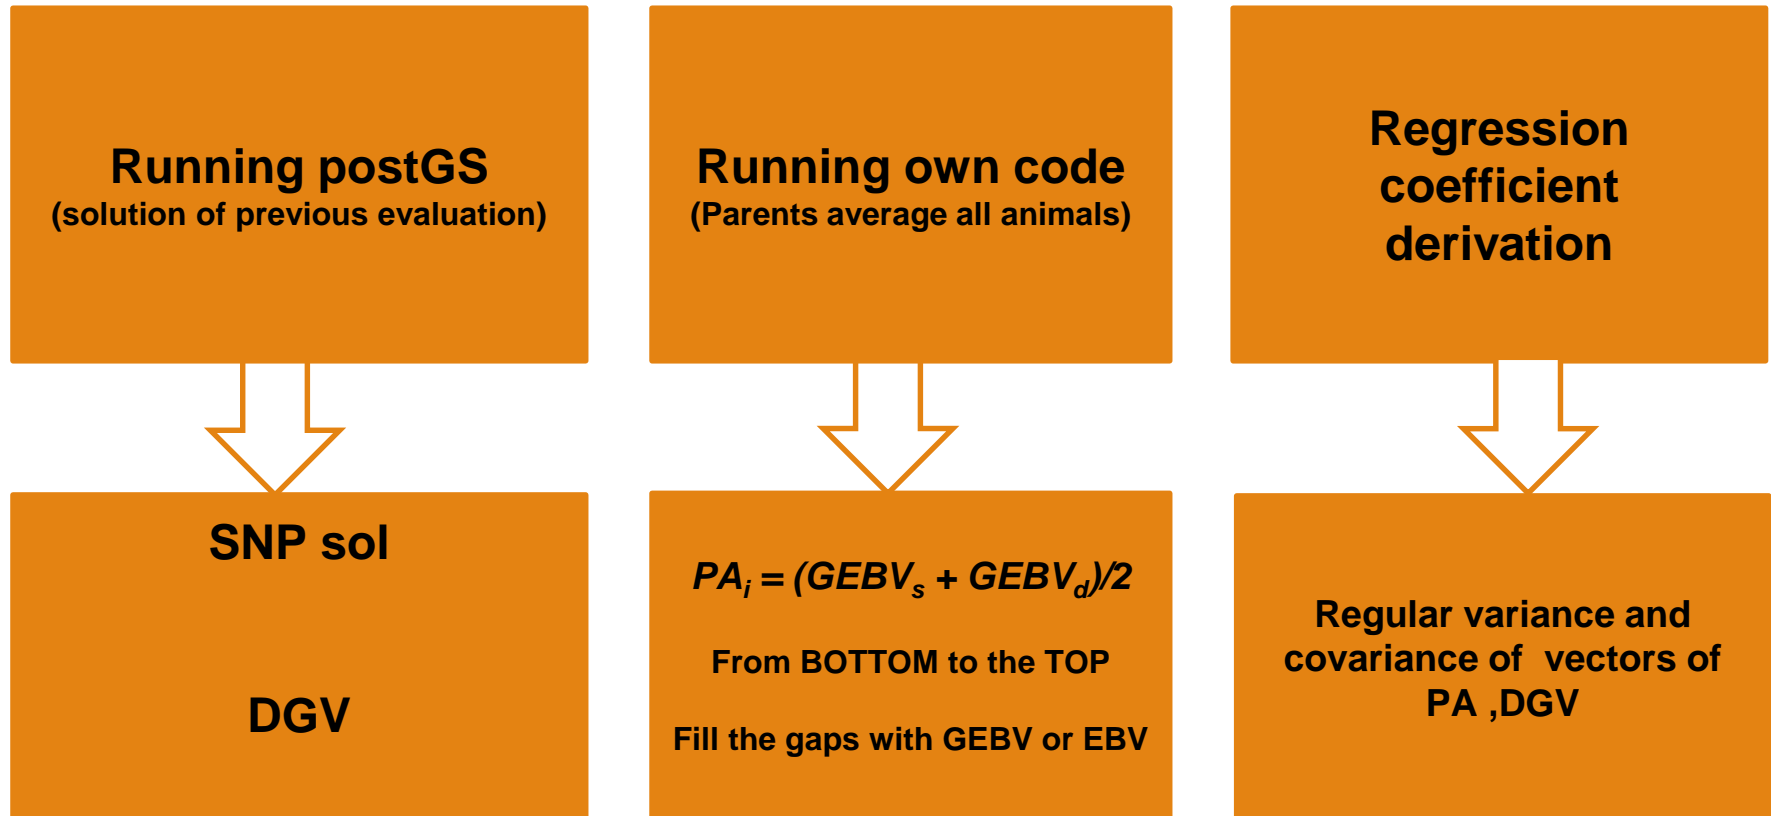 Running postGS
(solution of previous evaluation)
Running own code
(Parents average all animals)
Regression
coefficient
derivation
SNP sol
DGV
PAi = (GEBVs + GEBVd)/2
From BOTTOM to the TOP
Fill the gaps with GEBV or EBV
Regular variance and
covariance of  vectors of
PA ,DGV